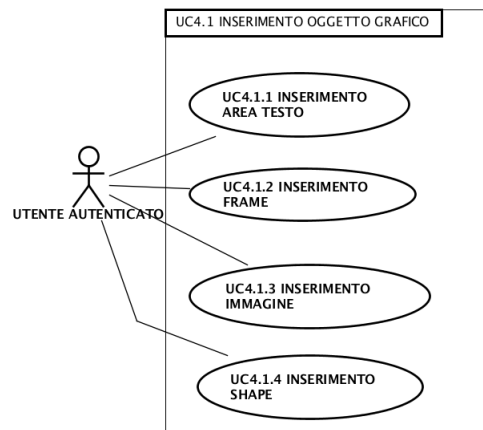 UC4.1 INSERIMENTO OGGETTO GRAFICO
UC4.1.1 INSERIMENTO
AREA TESTO
UC4.1.2 INSERIMENTO
FRAME
UTENTE AUTENTICATO
UC4.1.3 INSERIMENTO
IMMAGINE
UC4.1.4 INSERIMENTO
SHAPE